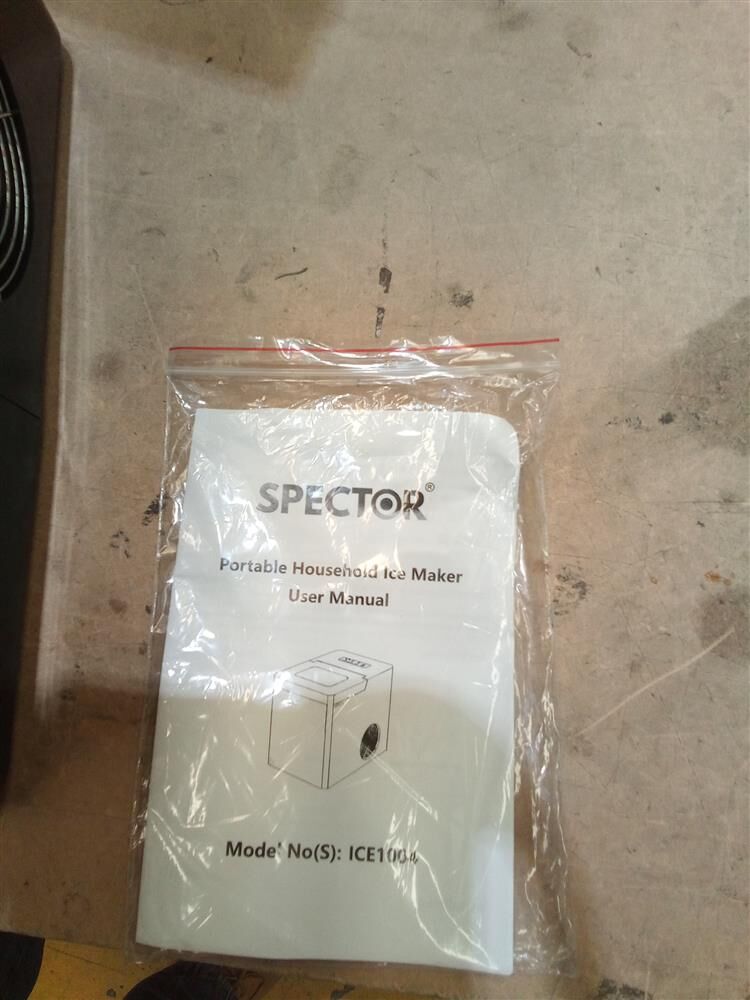 SPECTOR®
Portable Household Ice Maker
User Manual
Model No(S): ICE1004